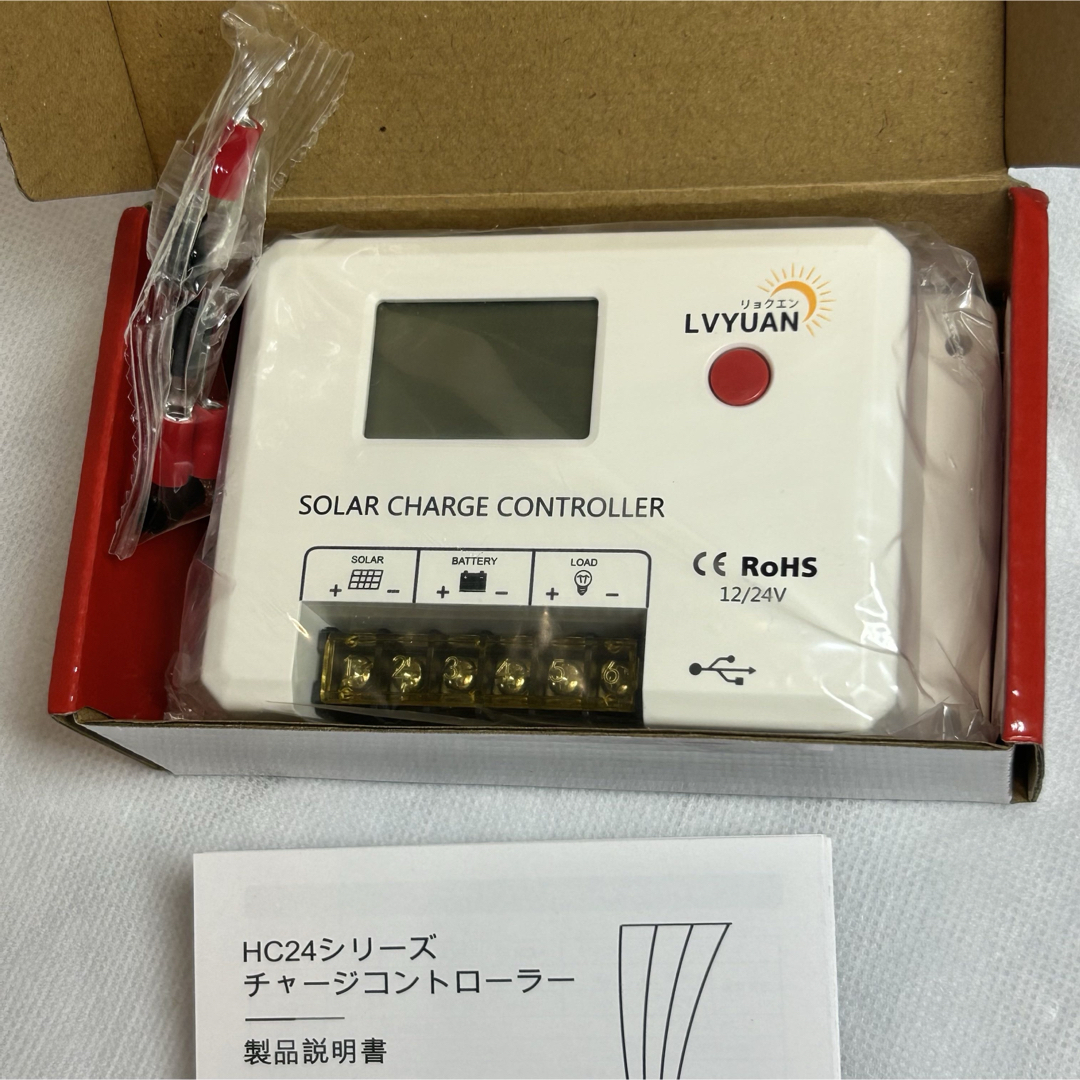 リョクエン
LVYUAN
SOLAR CHARGE CONTROLLER
SOLAR
+ −
BATTERY
+ −
LOAD
+ −
CE RoHS
12/24V
1 2 3 4 5 6
HC24シリーズ
チャージコントローラー
製品説明書